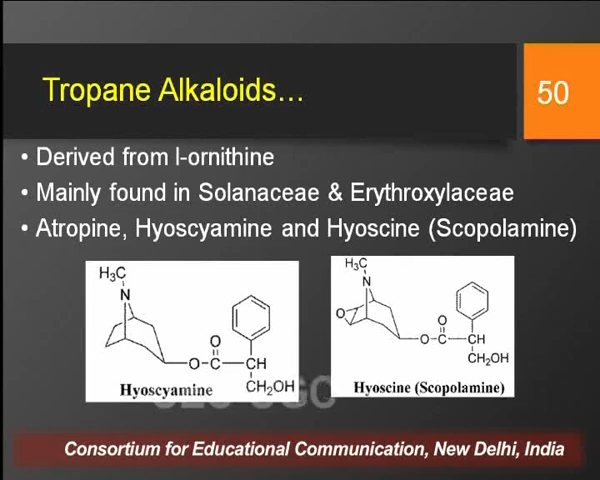 Tropane Alkaloids...
50
• Derived from l-ornithine
• Mainly found in Solanaceae & Erythroxylaceae
• Atropine, Hyoscyamine and Hyoscine (Scopolamine)
H₃C
N
O
O
C
CH
CH₂OH
Hyoscyamine
H₃C
N
O
O
O
C
CH
CH₂OH
Hyoscine (Scopolamine)
Consortium for Educational Communication, New Delhi, India